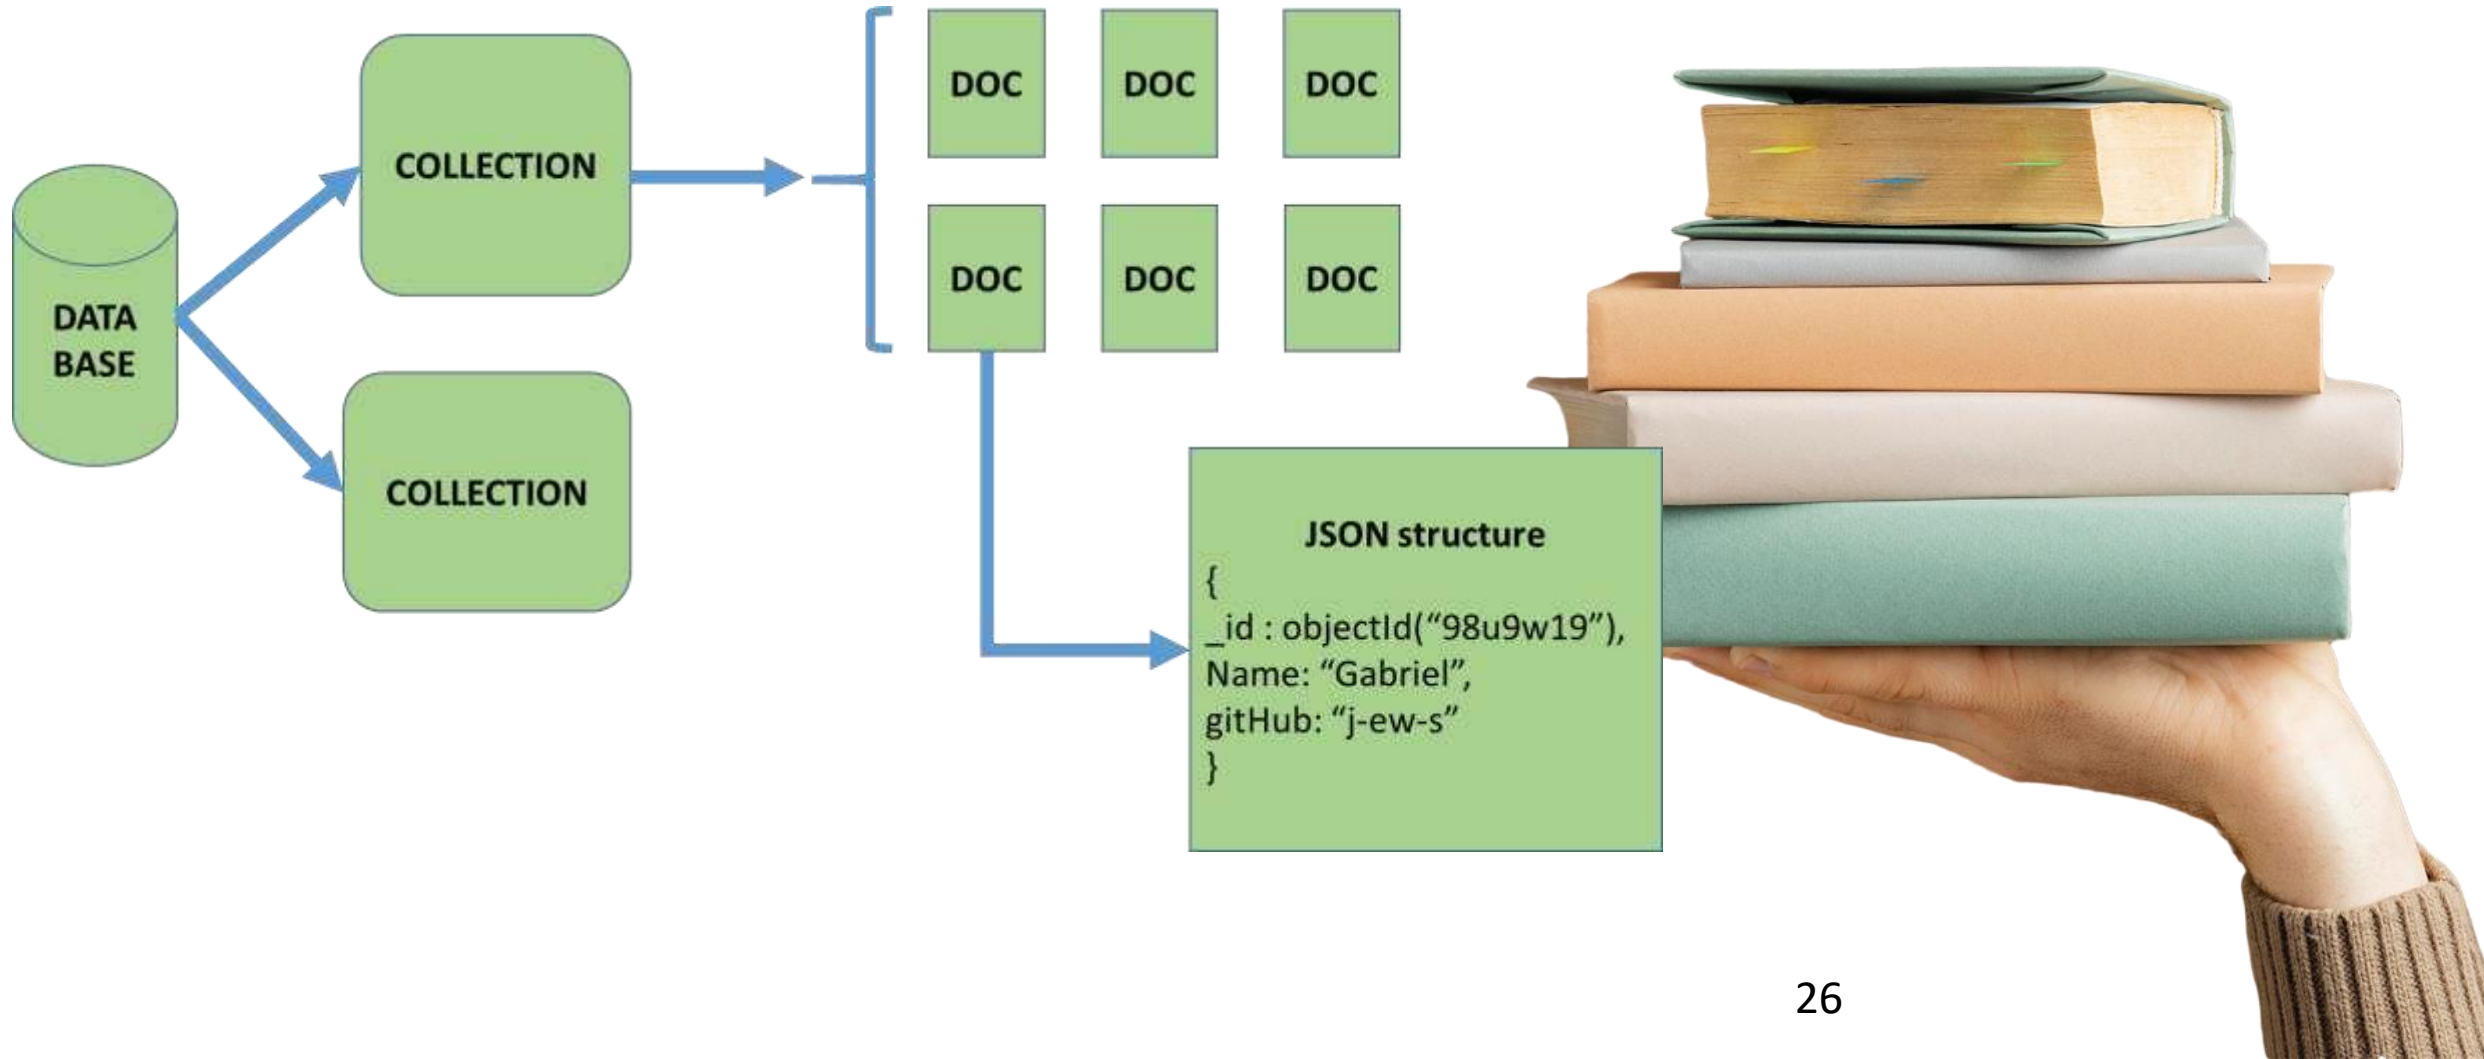 DATA
BASE
COLLECTION
COLLECTION
DOC DOC DOC
DOC DOC DOC
JSON structure
{
_id : objectId(“98u9w19”),
Name: “Gabriel”,
gitHub: “j-ew-s”
}
26